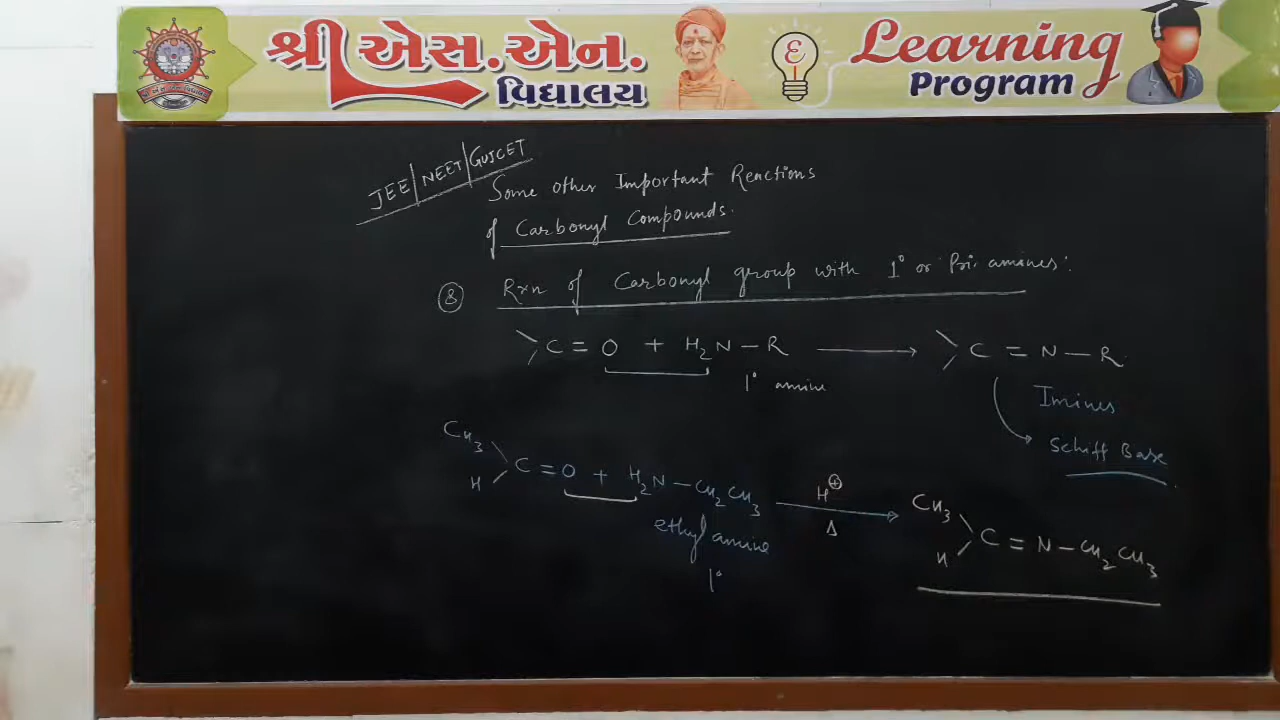 શ્રી એસ.એન.
વિદ્યાલય
Learning
Program
JEE/NEET/GUJCET
Some other Important Reactions
of Carbonyl Compounds.
8 Rxn of Carbonyl group with 1° or Pri. amines:
>C=O + H2N-R → >C=N-R
1° amine
Imines
Schiff Base
CH3
H
C=O + H2N-CH2CH3
H⊕
Δ
ethyl amine
1°
CH3
H
C=N-CH2CH3